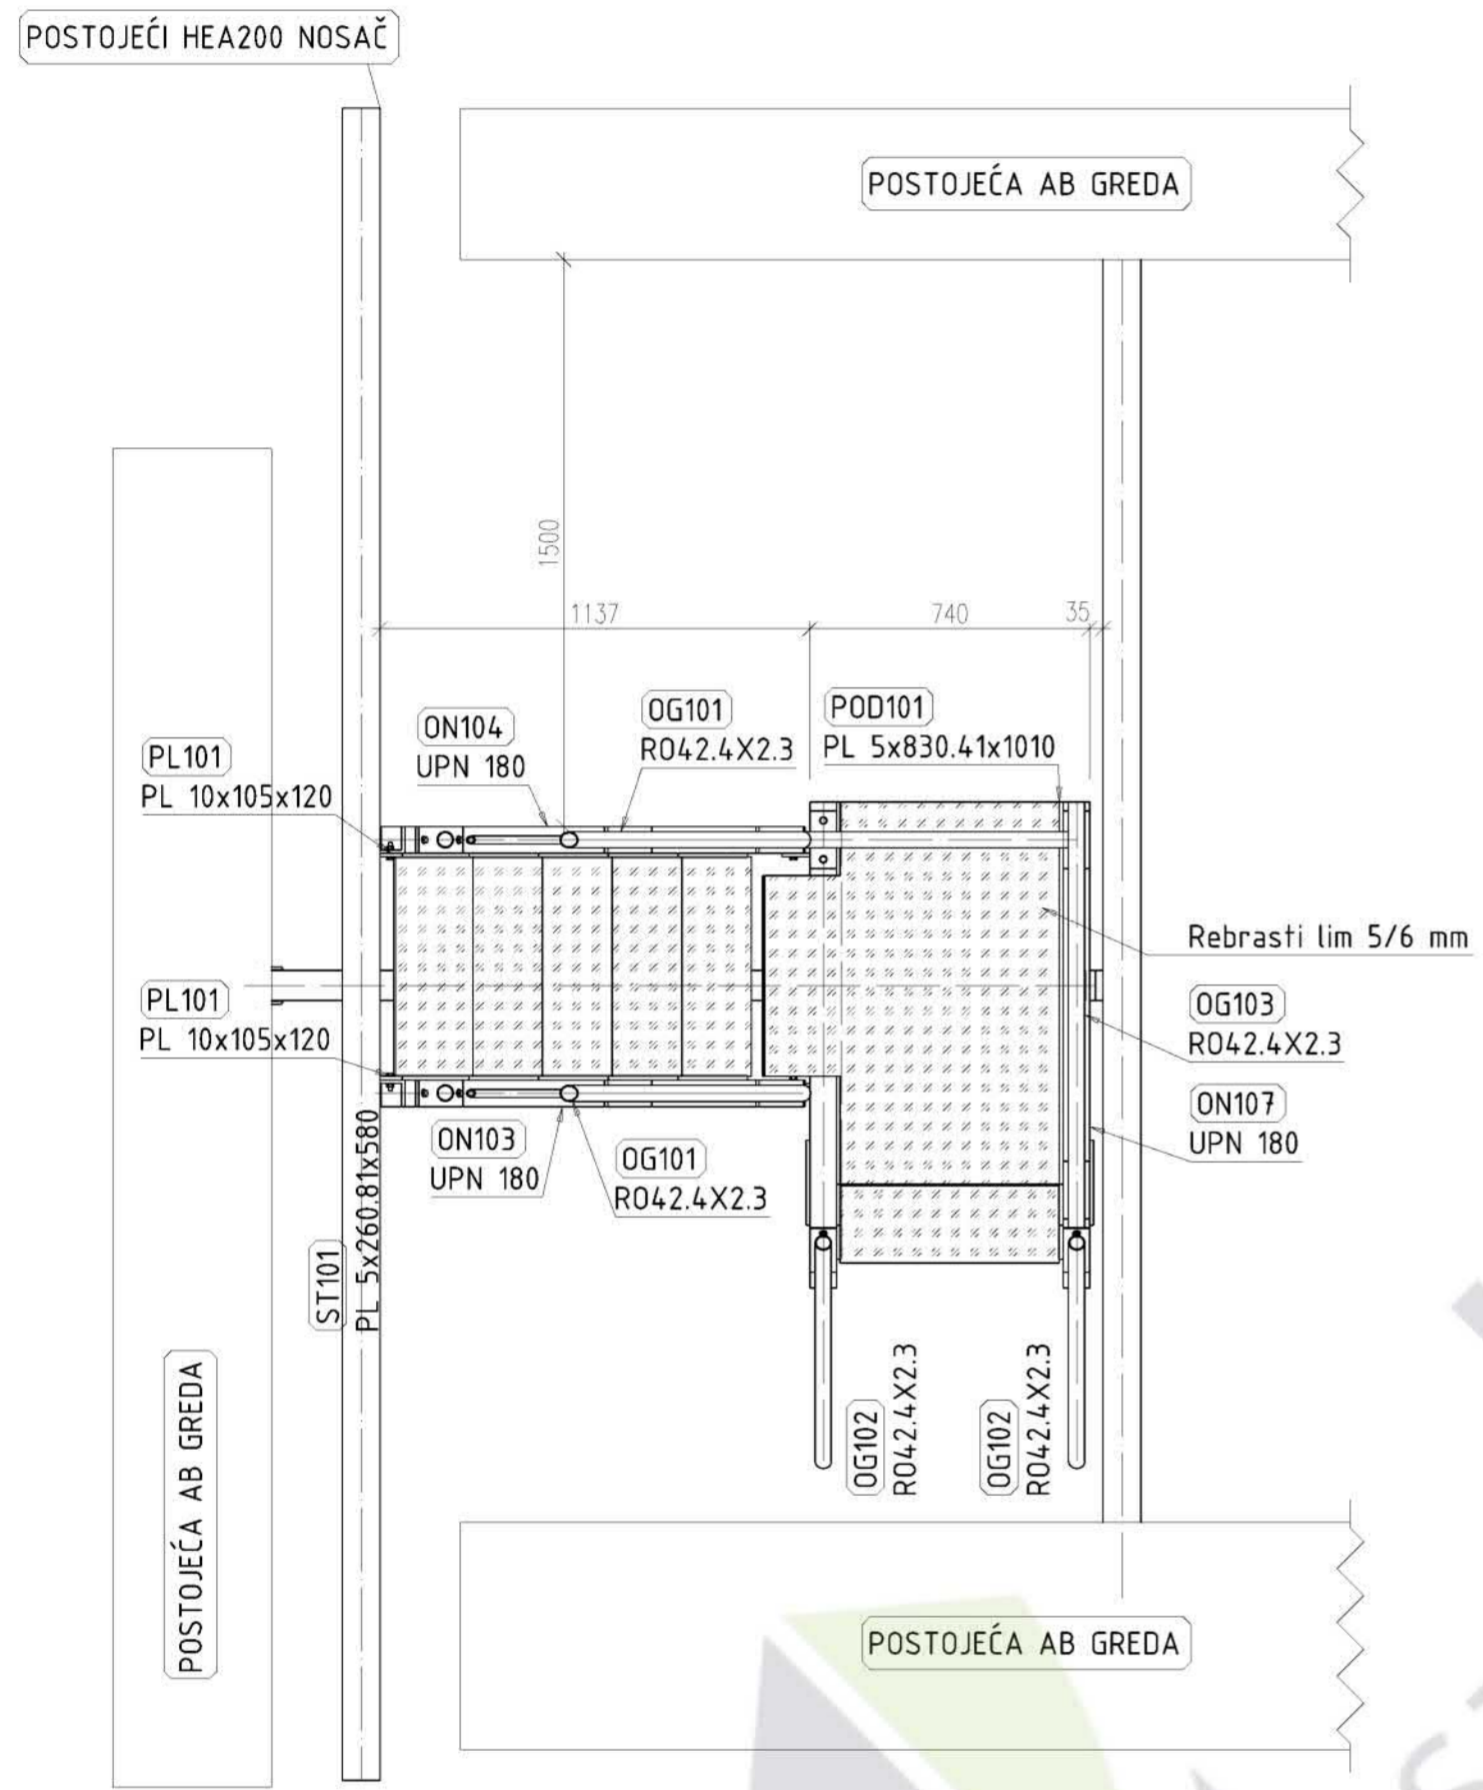 POSTOJEĆI HEA200 NOSAČ
POSTOJEĆA AB GREDA
1500
1137
740
35
OG101
RO42.4X2.3
POD101
PL 5x830.41x1010
ON104
UPN 180
PL101
PL 10x105x120
Rebrasti lim 5/6 mm
PL101
PL 10x105x120
OG103
RO42.4X2.3
ON107
UPN 180
ON103
UPN 180
OG101
RO42.4X2.3
ST101
PL 5x260.81x580
OG102
RO42.4X2.3
OG102
RO42.4X2.3
POSTOJEĆA AB GREDA
POSTOJEĆA AB GREDA